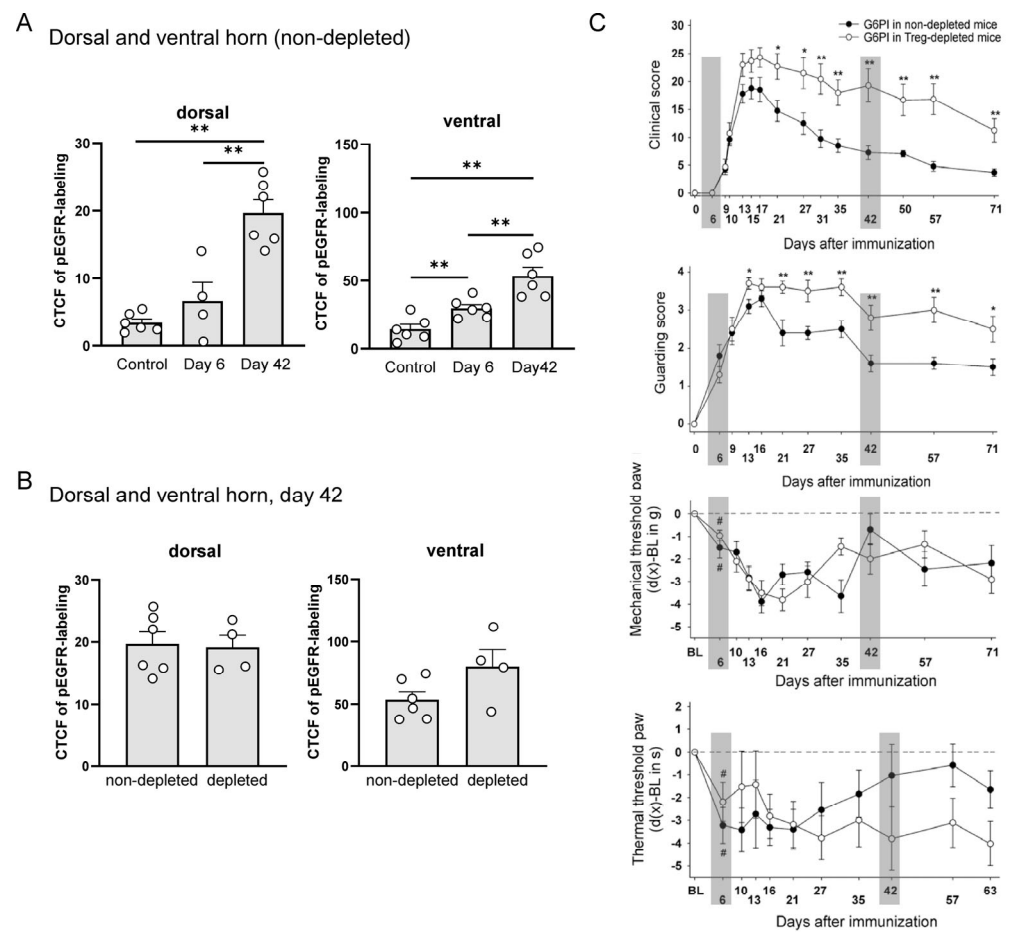 A
Dorsal and ventral horn (non-depleted)
dorsal
**
**
CTCF of pEGFR-labeling
30
20
10
0
Control
Day 6
Day 42
ventral
**
**
**
CTCF of pEGFR-labeling
150
100
50
0
Control
Day 6
Day42
B
Dorsal and ventral horn, day 42
dorsal
CTCF of pEGFR-labeling
30
20
10
0
non-depleted
depleted
ventral
CTCF of pEGFR-labeling
150
100
50
0
non-depleted
depleted
C
G6PI in non-depleted mice
G6PI in Treg-depleted mice
Clinical score
30
25
20
15
10
5
0
* * ** ** ** ** ** **
0 6 9 10 13 15 17 21 27 31 35 42 50 57 71
Days after immunization
Guarding score
4
3
2
1
0
* ** ** ** ** ** *
0 6 9 13 16 21 27 35 42 57 71
Days after immunization
Mechanical threshold paw
(d(x)-BL in g)
0
-1
-2
-3
-4
-5
#
#
BL 6 10 13 16 21 27 35 42 57 71
Days after immunization
Thermal threshold paw
(d(x)-BL in s)
2
1
0
-1
-2
-3
-4
-5
#
#
BL 6 10 13 16 21 27 35 42 57 63
Days after immunization